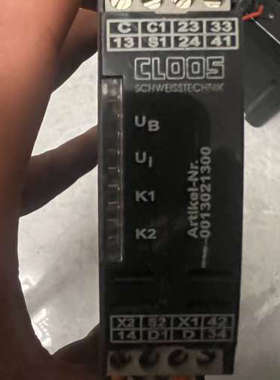 C C1 23 33
13 S1 24 41
CLOOS
SCHWEISSTECHNIK
UB
UI
K1
K2
Artikel-Nr.
0013021300
X2 S2 X1 42
14 D1 D 34